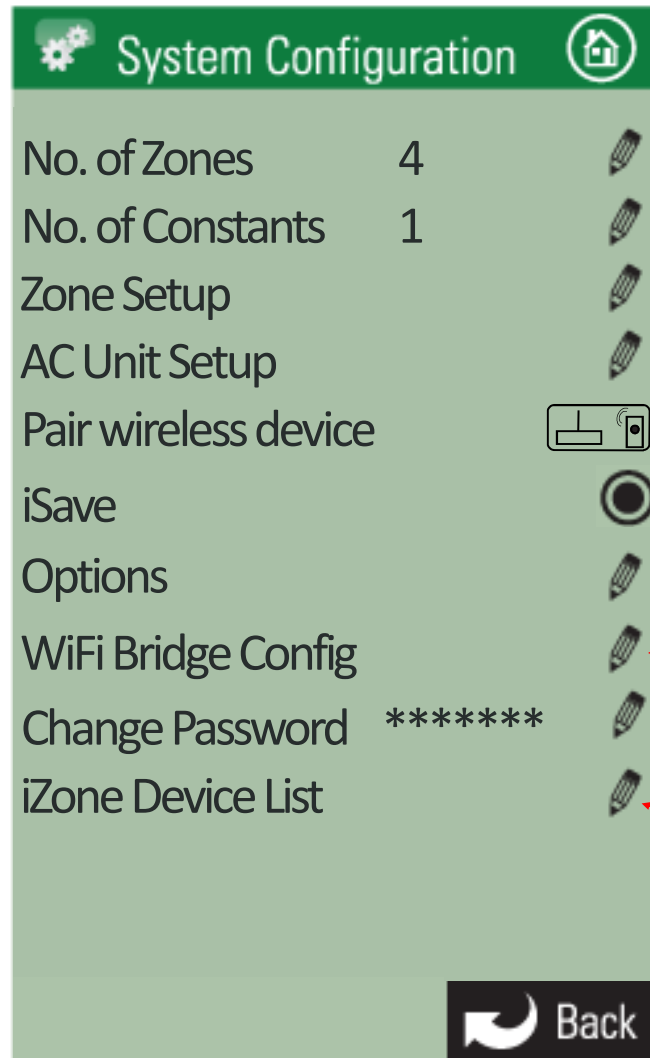 System Configuration
No. of Zones 4
No. of Constants 1
Zone Setup
AC Unit Setup
Pair wireless device
iSave
Options
WiFi Bridge Config
Change Password *******
iZone Device List
Back